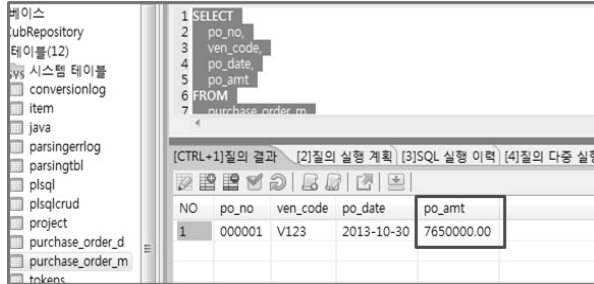 베이스
CubRepository
테이블(12)
sys 시스템 테이블
conversionlog
item
java
parsingerrlog
parsingtbl
plsql
plsqlcrud
project
purchase_order_d
purchase_order_m
tokens
1 SELECT
2 po_no,
3 ven_code,
4 po_date,
5 po_amt
6 FROM
7 purchase_order_m
[CTRL+1]질의 결과 [2]질의 실행 계획 [3]SQL 실행 이력 [4]질의 다중 실행
NO po_no ven_code po_date po_amt
1 000001 V123 2013-10-30 7650000.00